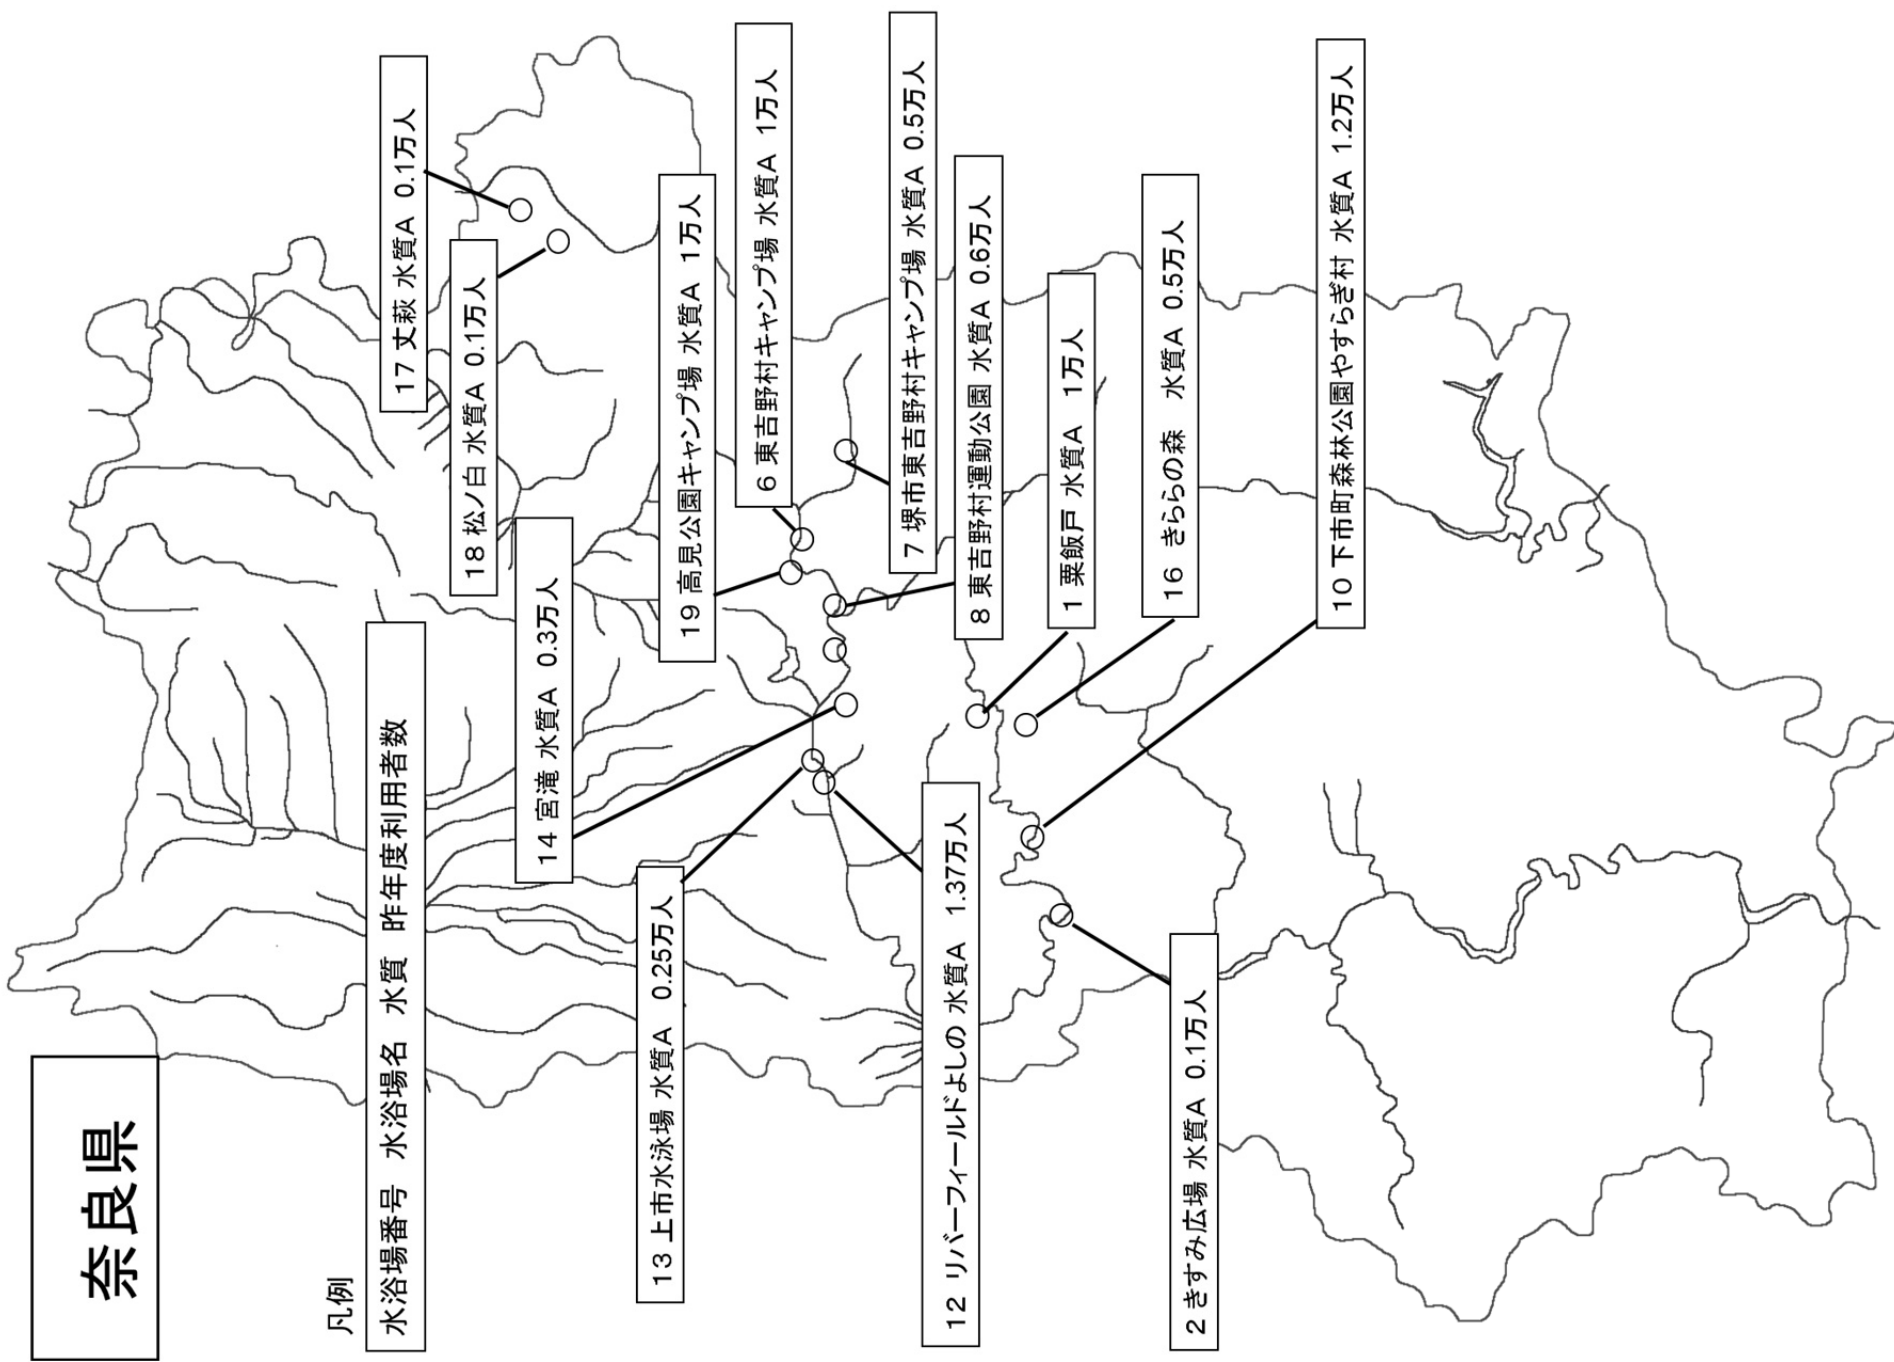 奈良県
凡例
水浴場番号 水浴場名 水質 昨年度利用者数
17 丈萩 水質A 0.1万人
18 松ノ白 水質A 0.1万人
14 宮滝 水質A 0.3万人
13 上市水泳場 水質A 0.25万人
19 高見公園キャンプ場 水質A 1万人
6 東吉野村キャンプ場 水質A 1万人
7 堺市東吉野村キャンプ場 水質A 0.5万人
12 リバーフィールドよしの 水質A 1.37万人
8 東吉野村運動公園 水質A 0.6万人
1 粟飯戸 水質A 1万人
16 きららの森 水質A 0.5万人
2 きすみ広場 水質A 0.1万人
10 下市町森林公園やすらぎ村 水質A 1.2万人